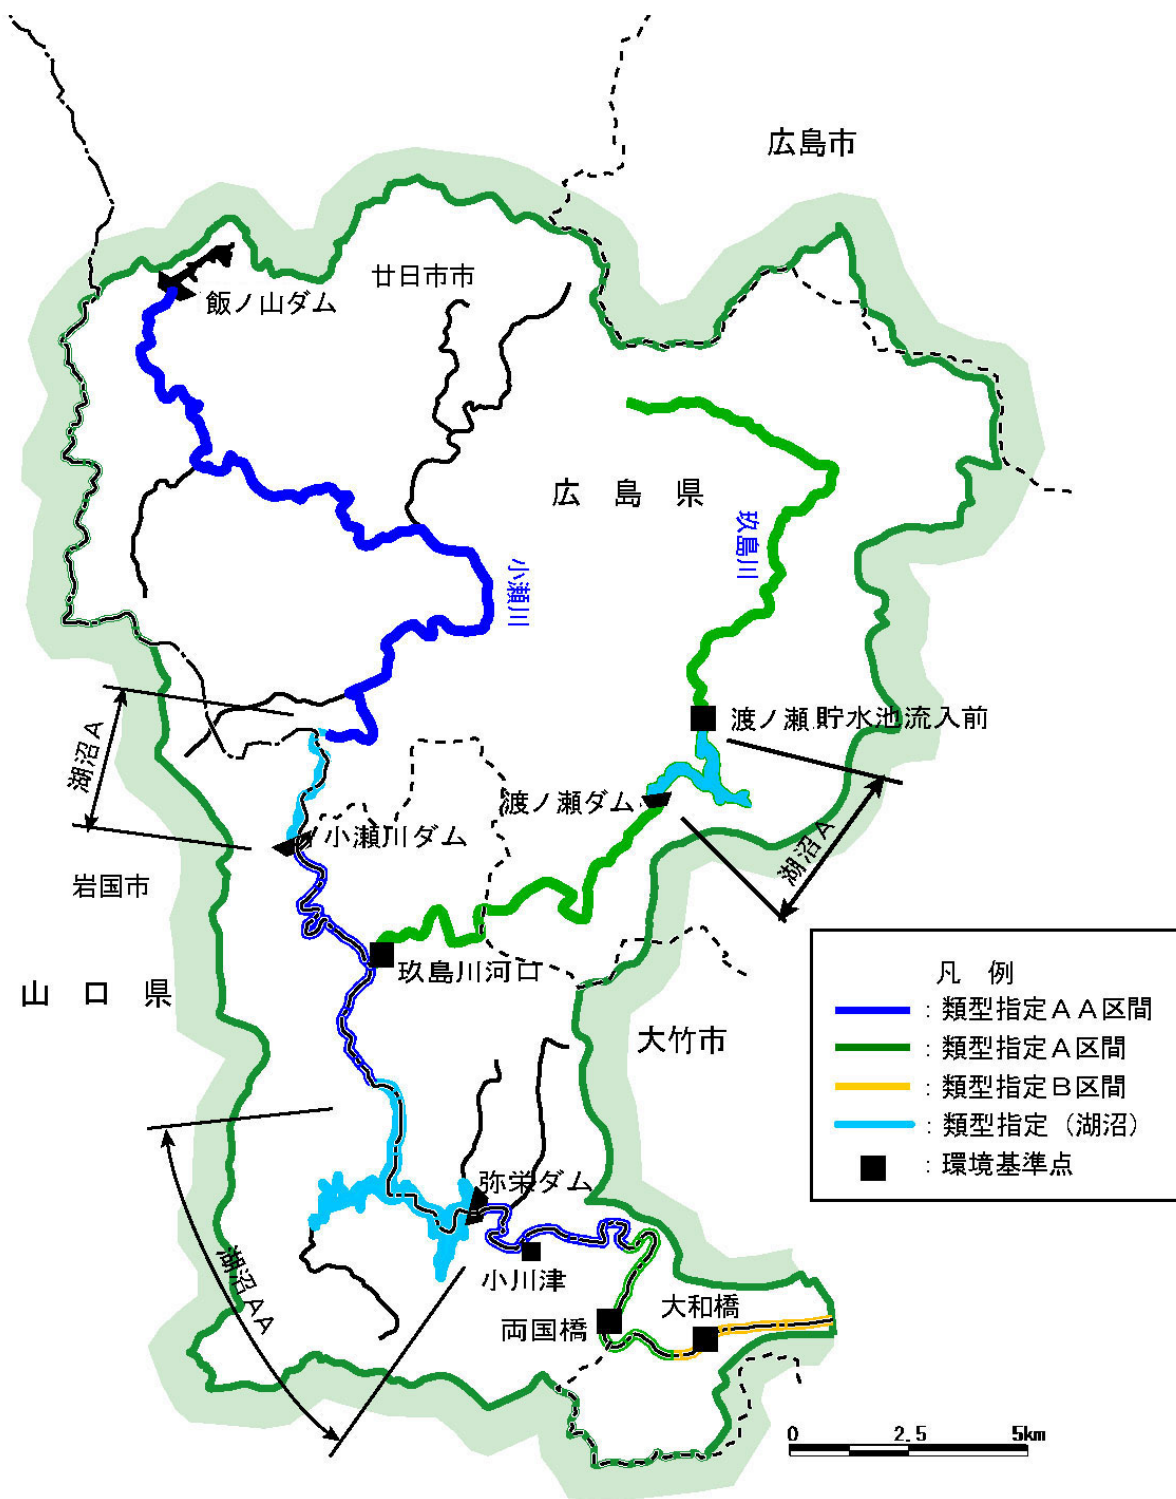 広島市
廿日市市
飯ノ山ダム
広 島 県
玖島川
小瀬川
湖沼A
渡ノ瀬 貯水池流入前
渡ノ瀬ダム
小瀬川ダム
湖沼A
岩国市
玖島川河口
山 口 県
大竹市
凡 例
:類型指定AA区間
:類型指定A区間
:類型指定B区間
:類型指定(湖沼)
:環境基準点
弥栄ダム
湖沼AA
小川津
大和橋
両国橋
0 2.5 5km